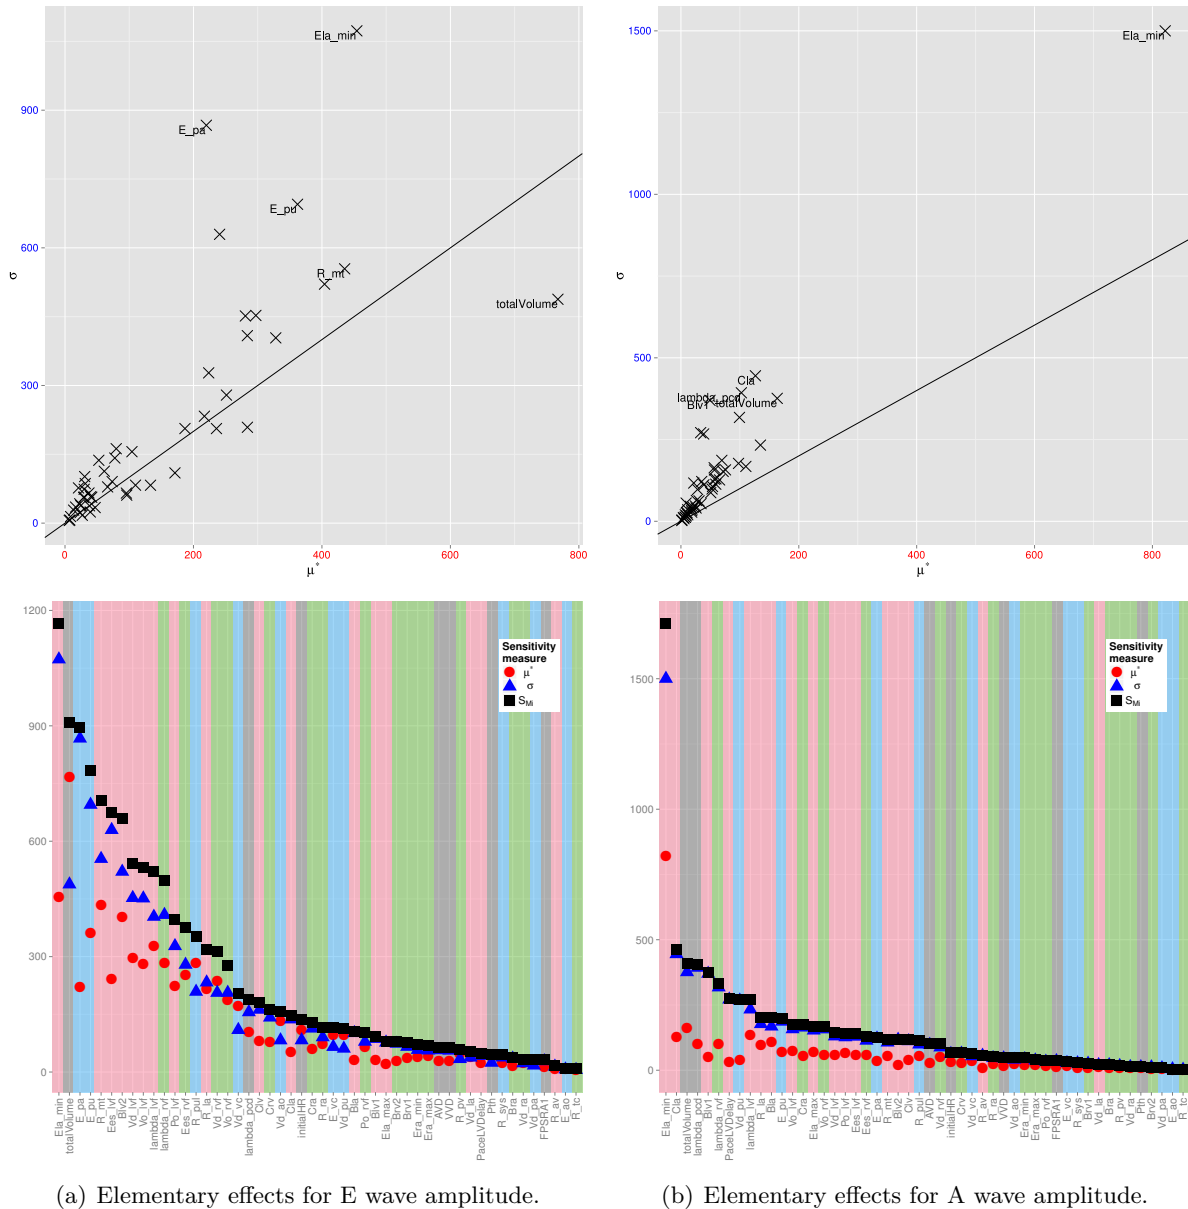 Ela_min
E_pa
E_pu
R_mt
totalVolume
900
600
300
0
σ
0
200
400
600
800
μ*
Ela_min
Cla
lambda_pcd
Blv1
totalVolume
1500
1000
500
0
σ
0
200
400
600
800
μ*
1200
900
600
300
0
Sensitivity
measure
μ*
σ
S_Mi
Ela_min
totalVolume
E_pa
E_pu
R_mt
Ees_lvf
Blv2
Vd_lvf
Vo_lvf
lambda_lvf
lambda_rvf
Po_lvf
Ees_rvf
R_pul
R_la
Vd_rvf
Vo_rvf
Vd_vc
lambda_pcd
Clv
Crv
Vd_ao
Cla
initialHR
Cra
R_ra
E_vc
Vd_pu
Bla
Po_rvf
Blv1
Ela_max
Brv2
Brv1
Era_min
Era_max
AVD
VVD
R_pv
Vd_la
PaceLVDelay
Pth
R_sys
Bra
Vd_ra
Vd_pa
FPSRA1
R_av
E_ao
R_tc
1500
1000
500
0
Sensitivity
measure
μ*
σ
S_Mi
Ela_min
Cla
totalVolume
lambda_pcd
Blv1
lambda_rvf
PaceLVDelay
Vd_pu
lambda_lvf
R_la
Bla
E_pu
Vo_lvf
Cra
Ela_max
Vo_rvf
Vd_lvf
Po_lvf
Ees_rvf
Ees_lvf
E_pa
R_mt
Blv2
Clv
R_pul
AVD
Vd_rvf
initialHR
Vd_vc
Crv
R_av
R_ra
VVD
Vd_ao
Era_min
Era_max
Po_rvf
FPSRA1
E_vc
R_sys
Brv1
Vd_la
Bra
R_pv
Vd_ra
Pth
Brv2
Vd_pa
E_ao
R_tc
(a) Elementary effects for E wave amplitude.
(b) Elementary effects for A wave amplitude.